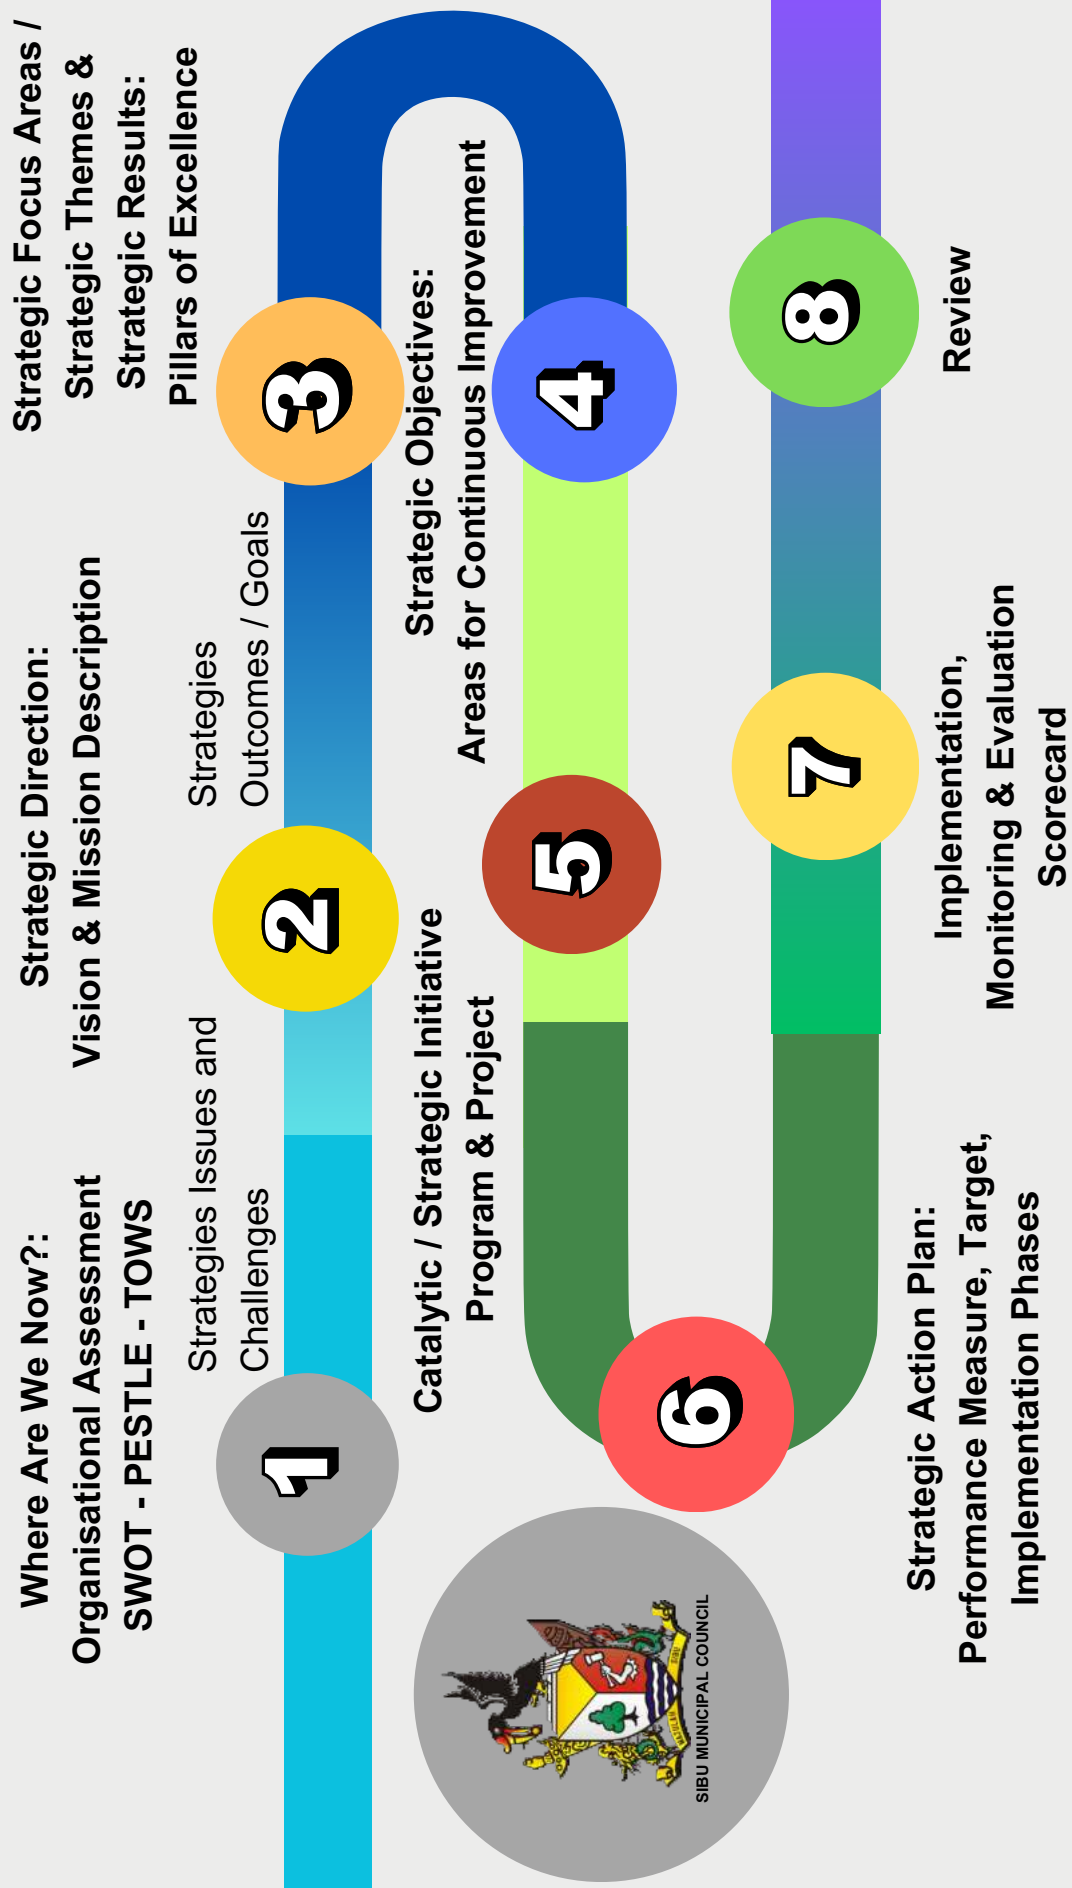 Where Are We Now?:
Organisational Assessment
SWOT - PESTLE - TOWS
1
Strategies Issues and
Challenges
Strategic Direction:
Vision & Mission Description
2
Strategies
Outcomes / Goals
Strategic Focus Areas /
Strategic Themes &
Strategic Results:
Pillars of Excellence
3
Strategic Objectives:
Areas for Continuous Improvement
4
Catalytic / Strategic Initiative
Program & Project
5
6
Strategic Action Plan:
Performance Measure, Target,
Implementation Phases
7
Implementation,
Monitoring & Evaluation
Scorecard
8
Review
SIBU
SIBU MUNICIPAL COUNCIL